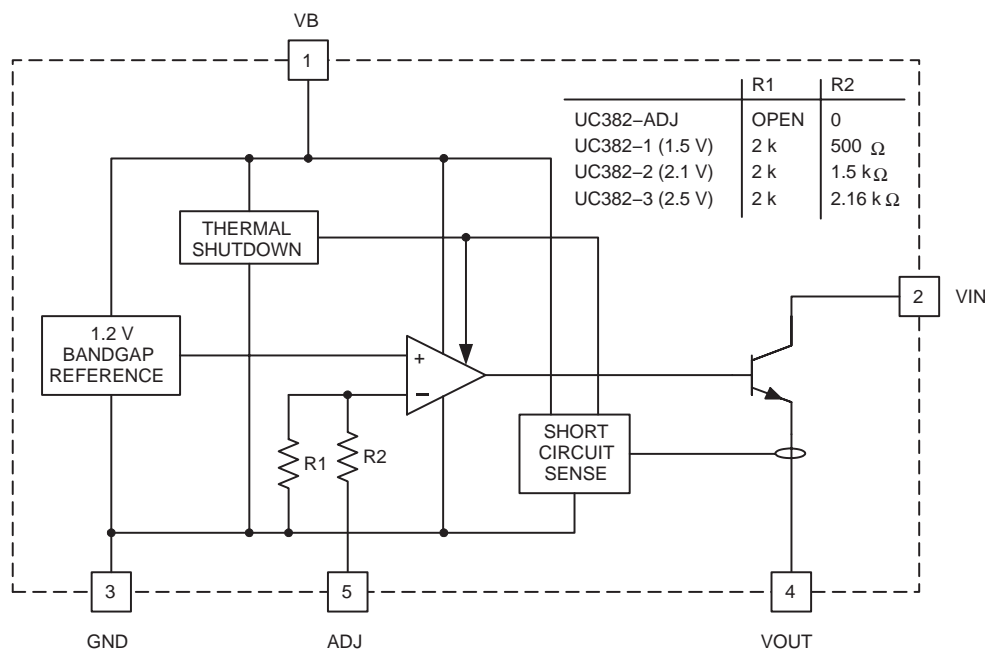 VB
1
R1 R2
UC382–ADJ OPEN 0
UC382–1 (1.5 V) 2 k 500 Ω
UC382–2 (2.1 V) 2 k 1.5 kΩ
UC382–3 (2.5 V) 2 k 2.16 k Ω
THERMAL
SHUTDOWN
2 VIN
1.2 V
BANDGAP
REFERENCE
+
–
R1 R2
SHORT
CIRCUIT
SENSE
3 5 4
GND ADJ VOUT